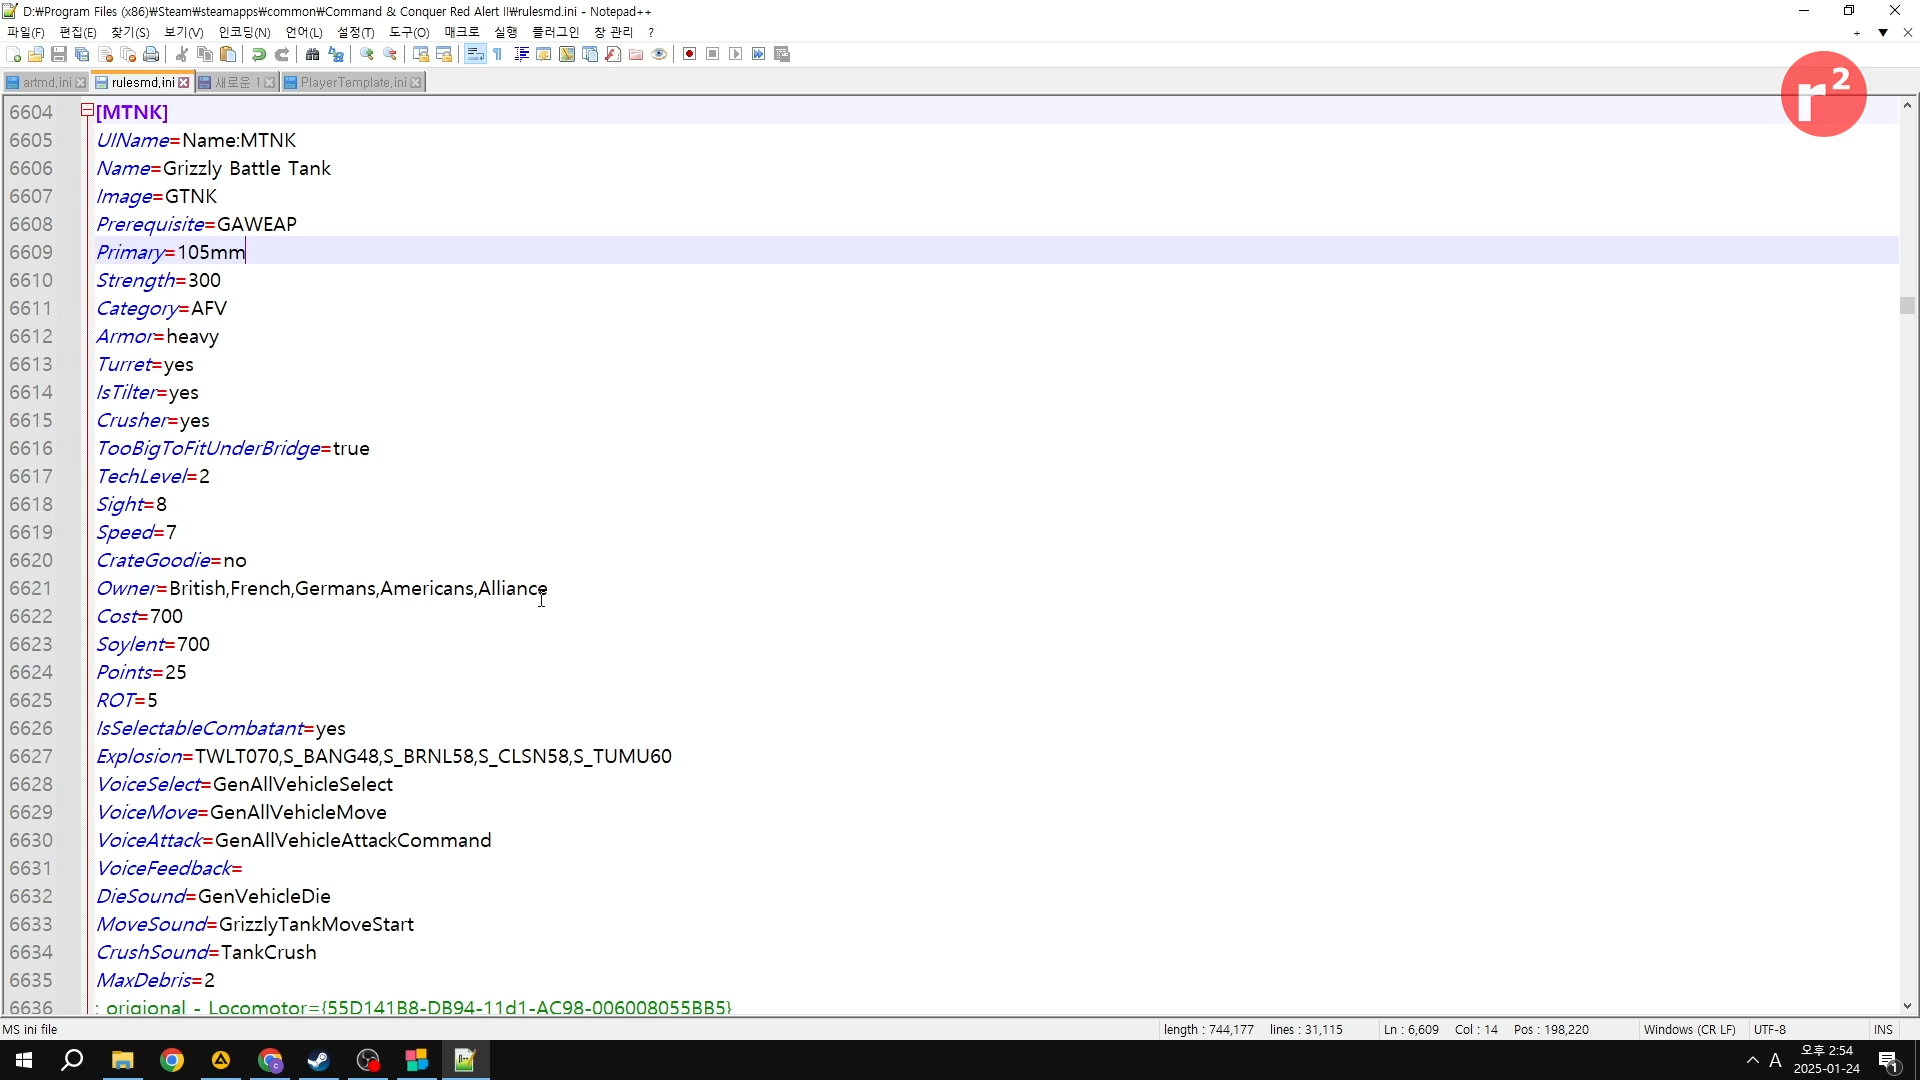 D:₩Program Files (x86)₩Steam₩steamapps₩common₩Command & Conquer Red Alert II₩rulesmd.ini - Notepad++
파일(F) 편집(E) 찾기(S) 보기(V) 인코딩(N) 언어(L) 설정(T) 도구(O) 매크로 실행 플러그인 창 관리 ?
artmd.ini rulesmd.ini 새로운 1 PlayerTemplate.ini
r2
6604 [MTNK]
6605 UIName=Name:MTNK
6606 Name=Grizzly Battle Tank
6607 Image=GTNK
6608 Prerequisite=GAWEAP
6609 Primary=105mm
6610 Strength=300
6611 Category=AFV
6612 Armor=heavy
6613 Turret=yes
6614 IsTilter=yes
6615 Crusher=yes
6616 TooBigToFitUnderBridge=true
6617 TechLevel=2
6618 Sight=8
6619 Speed=7
6620 CrateGoodie=no
6621 Owner=British,French,Germans,Americans,Alliance
6622 Cost=700
6623 Soylent=700
6624 Points=25
6625 ROT=5
6626 IsSelectableCombatant=yes
6627 Explosion=TWLT070,S_BANG48,S_BRNL58,S_CLSN58,S_TUMU60
6628 VoiceSelect=GenAllVehicleSelect
6629 VoiceMove=GenAllVehicleMove
6630 VoiceAttack=GenAllVehicleAttackCommand
6631 VoiceFeedback=
6632 DieSound=GenVehicleDie
6633 MoveSound=GrizzlyTankMoveStart
6634 CrushSound=TankCrush
6635 MaxDebris=2
6636 ; origional - Locomotor={55D141B8-DB94-11d1-AC98-006008055BB5}
MS ini file length : 744,177 lines : 31,115 Ln : 6,609 Col : 14 Pos : 198,220 Windows (CR LF) UTF-8 INS
A 오후 2:54
2025-01-24 1